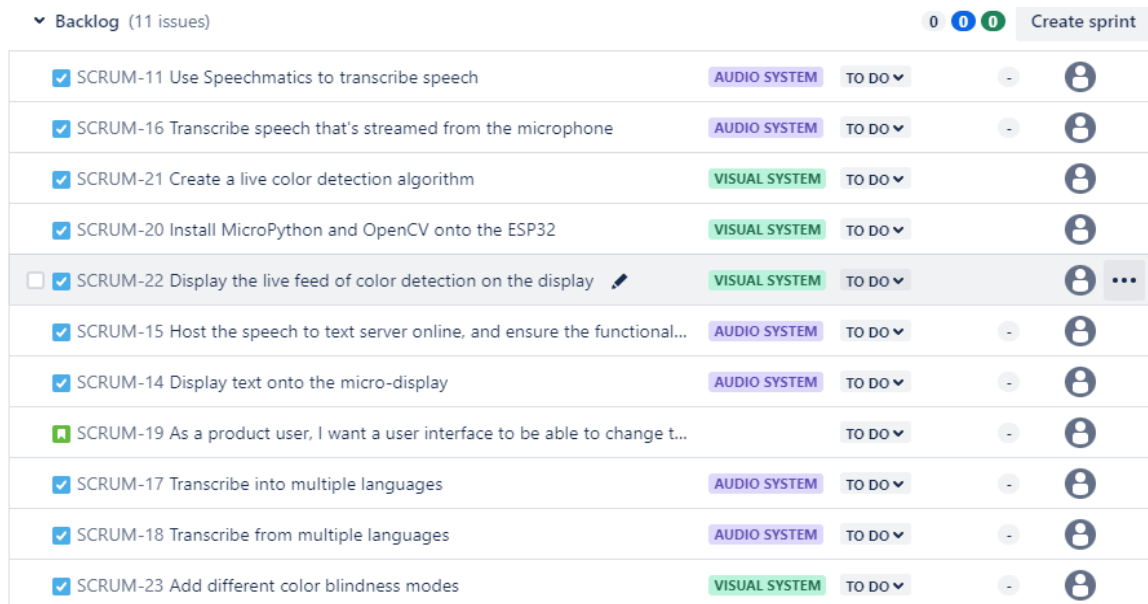 Backlog (11 issues) 0 0 0 Create sprint
SCRUM-11 Use Speechmatics to transcribe speech AUDIO SYSTEM TO DO -
SCRUM-16 Transcribe speech that's streamed from the microphone AUDIO SYSTEM TO DO -
SCRUM-21 Create a live color detection algorithm VISUAL SYSTEM TO DO
SCRUM-20 Install MicroPython and OpenCV onto the ESP32 VISUAL SYSTEM TO DO
SCRUM-22 Display the live feed of color detection on the display VISUAL SYSTEM TO DO
SCRUM-15 Host the speech to text server online, and ensure the functional... AUDIO SYSTEM TO DO -
SCRUM-14 Display text onto the micro-display AUDIO SYSTEM TO DO -
SCRUM-19 As a product user, I want a user interface to be able to change t... TO DO -
SCRUM-17 Transcribe into multiple languages AUDIO SYSTEM TO DO -
SCRUM-18 Transcribe from multiple languages AUDIO SYSTEM TO DO -
SCRUM-23 Add different color blindness modes VISUAL SYSTEM TO DO -